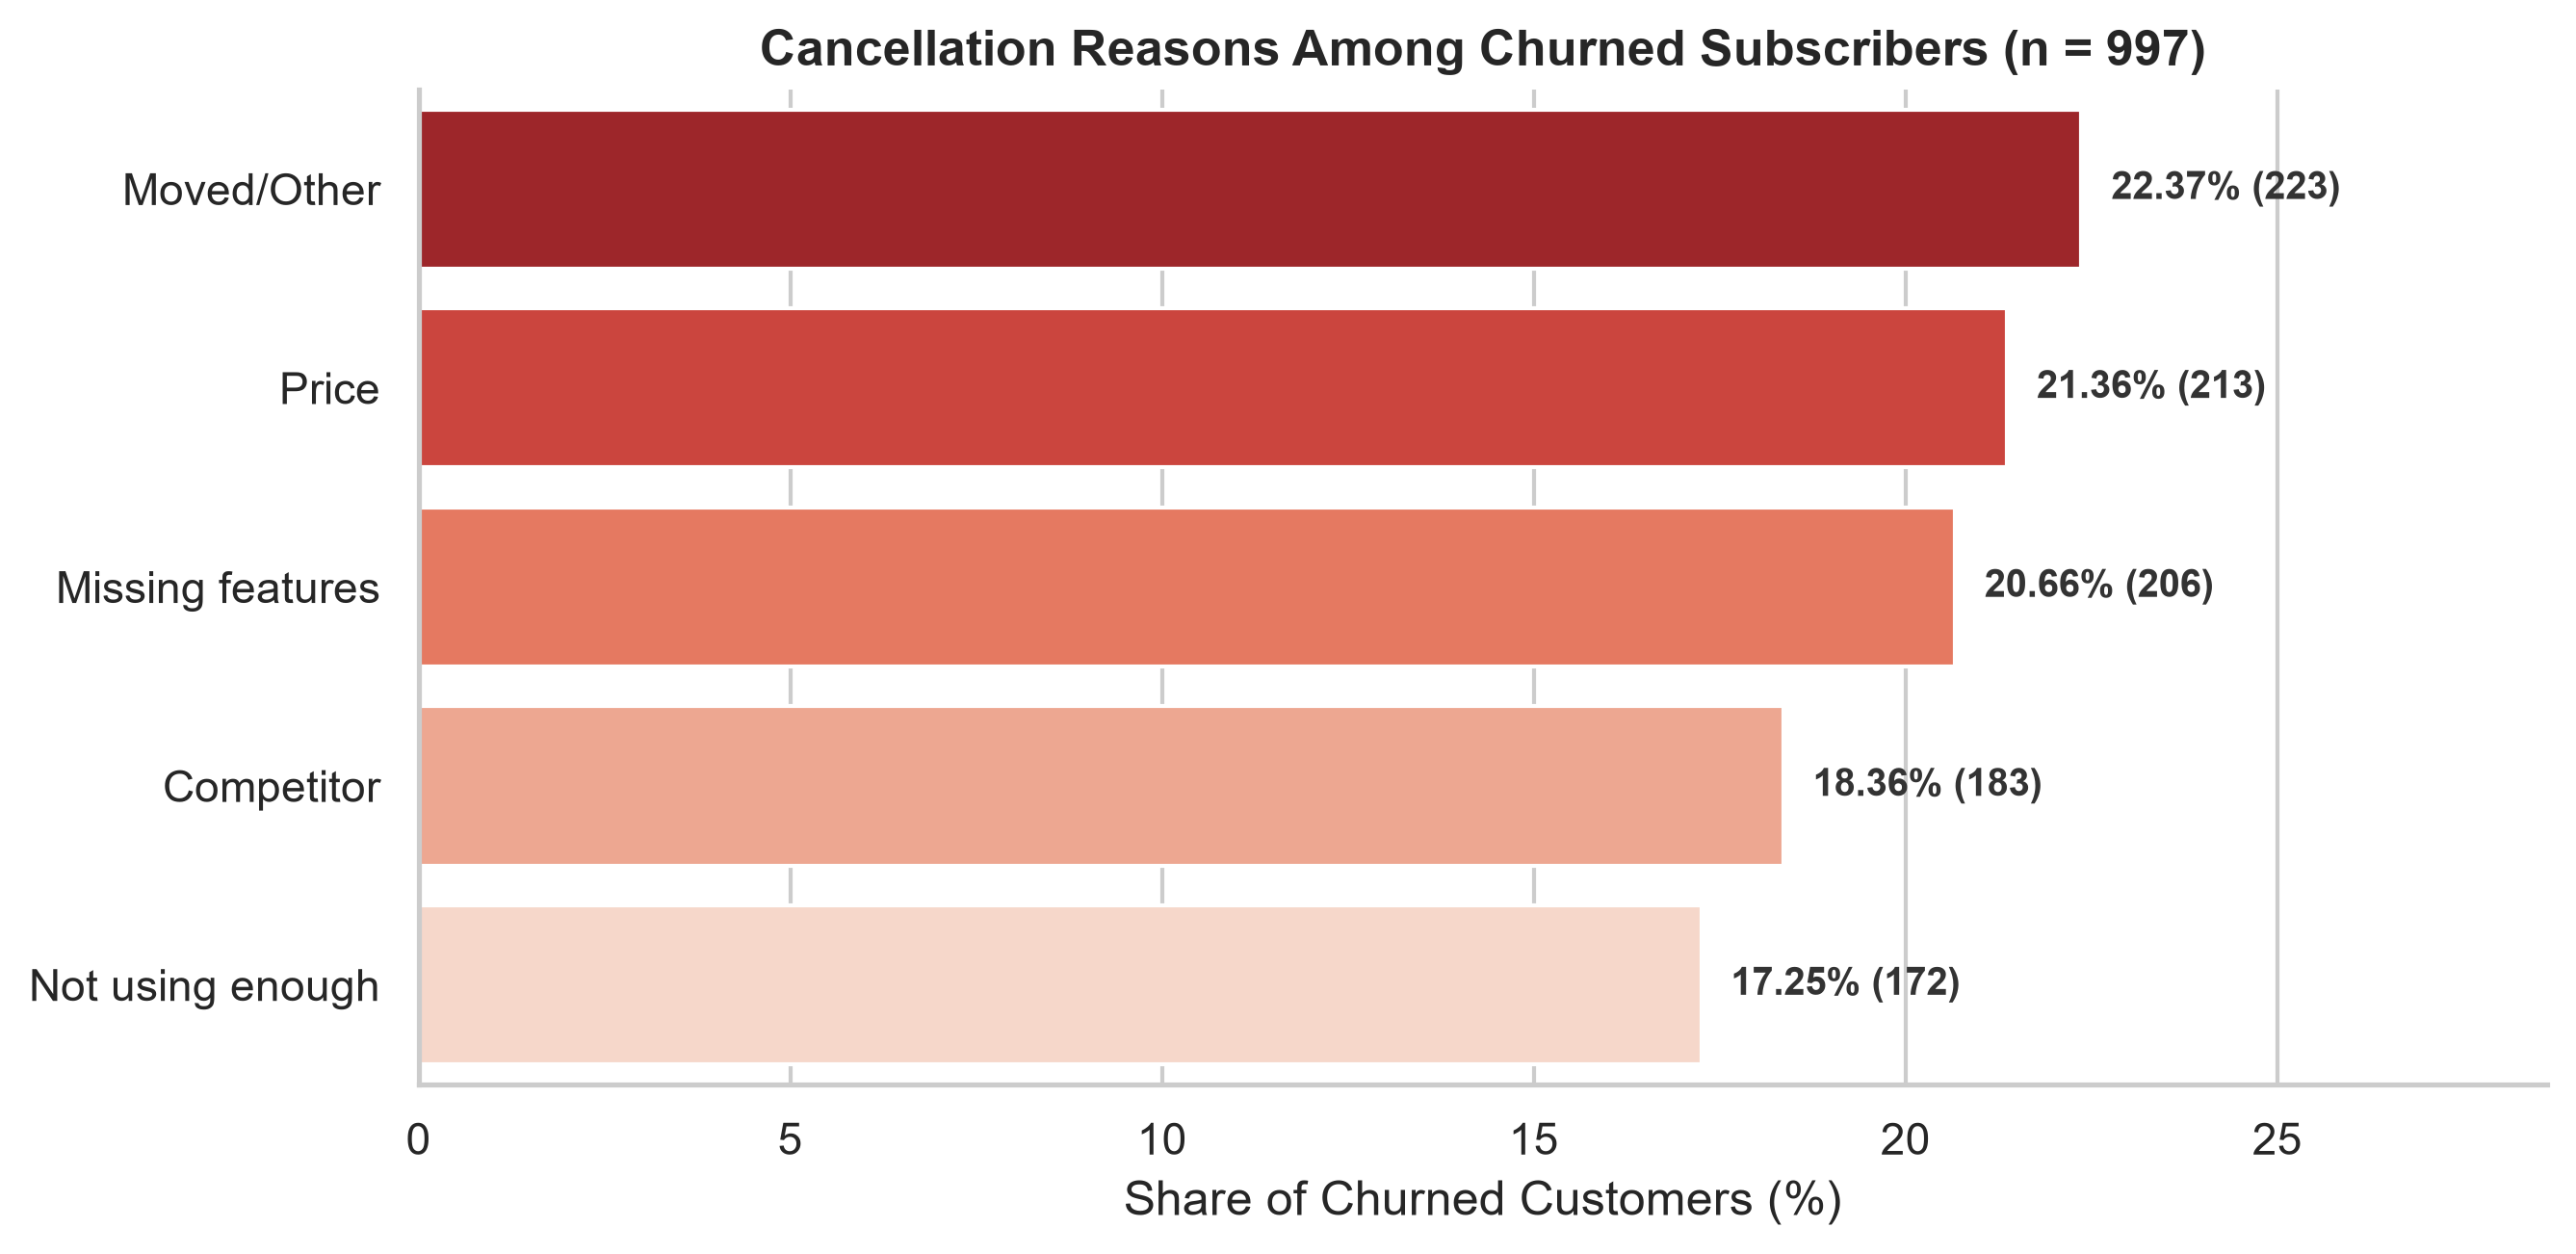 Cancellation Reasons Among Churned Subscribers (n = 997)
Moved/Other
22.37% (223)
Price
21.36% (213)
Missing features
20.66% (206)
Competitor
18.36% (183)
Not using enough
17.25% (172)
0 5 10 15 20 25
Share of Churned Customers (%)